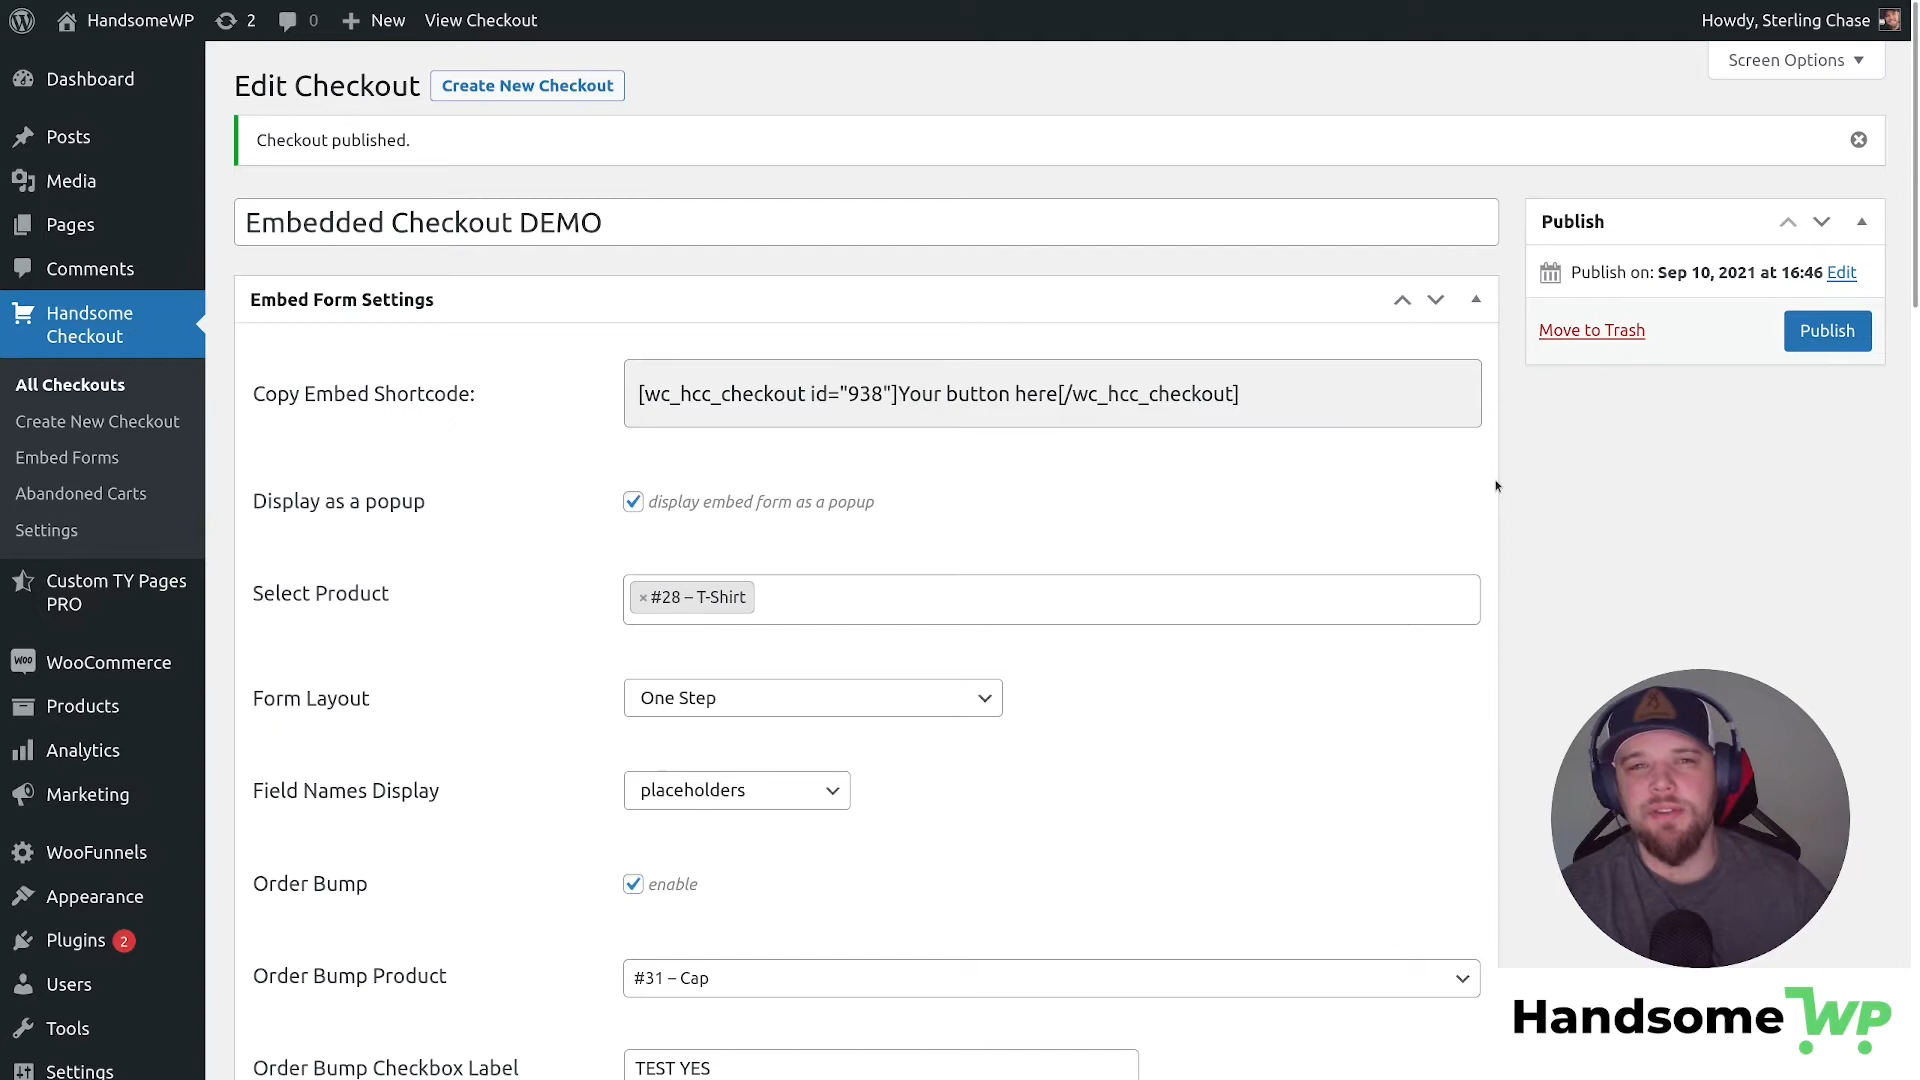 HandsomeWP 2 0 New View Checkout Howdy, Sterling Chase
Screen Options
Dashboard
Posts
Media
Pages
Comments
Handsome
Checkout
All Checkouts
Create New Checkout
Embed Forms
Abandoned Carts
Settings
Custom TY Pages
PRO
WOO WooCommerce
Products
Analytics
Marketing
WooFunnels
Appearance
Plugins 2
Users
Tools
Settings
Edit Checkout Create New Checkout
Checkout published.
Embedded Checkout DEMO
Embed Form Settings
Copy Embed Shortcode: [wc_hcc_checkout id="938"]Your button here[/wc_hcc_checkout]
Display as a popup display embed form as a popup
Select Product × #28 – T-Shirt
Form Layout One Step
Field Names Display placeholders
Order Bump enable
Order Bump Product #31 – Cap
Order Bump Checkbox Label TEST YES
Publish
Publish on: Sep 10, 2021 at 16:46 Edit
Move to Trash Publish
Handsome WP